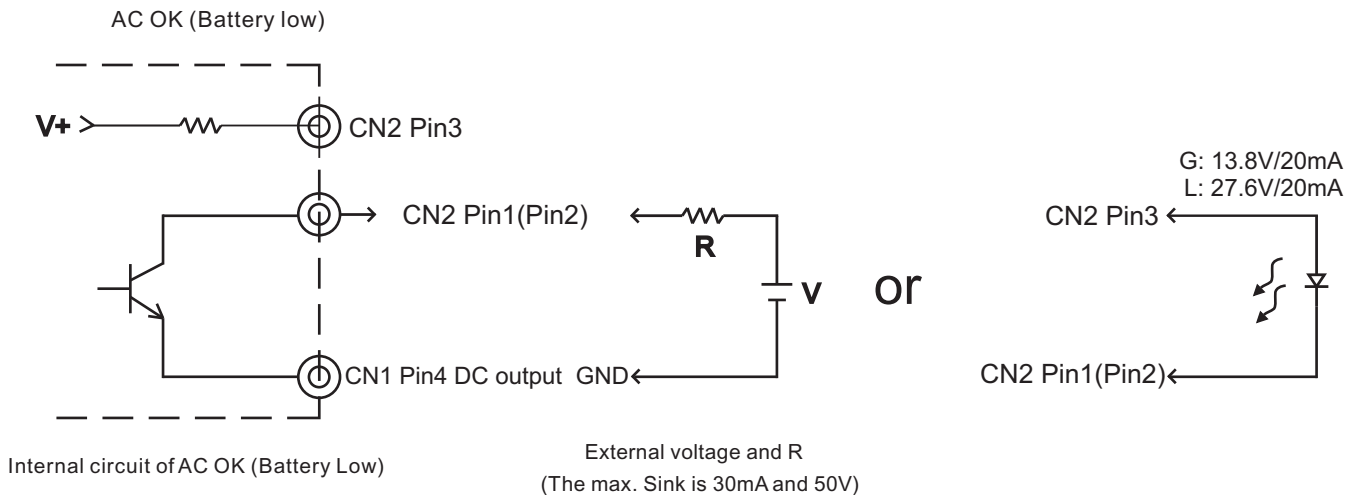 AC OK (Battery low)
V+
CN2 Pin3
G: 13.8V/20mA
L: 27.6V/20mA
CN2 Pin1(Pin2)
R
CN2 Pin3
V
or
CN1 Pin4 DC output GND
CN2 Pin1(Pin2)
Internal circuit of AC OK (Battery Low)
External voltage and R
(The max. Sink is 30mA and 50V)